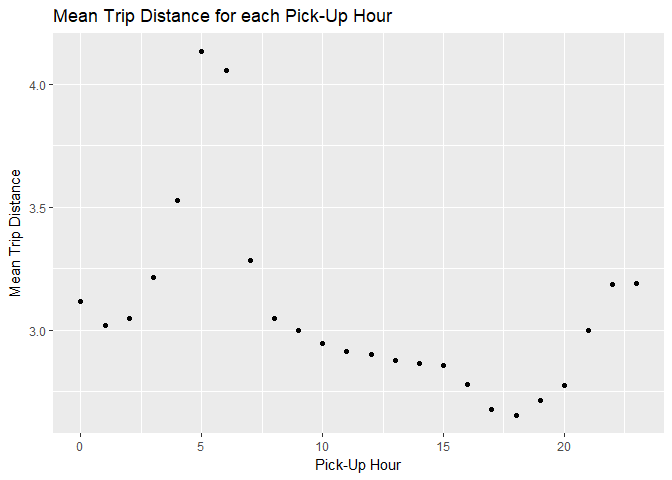 Mean Trip Distance for each Pick-Up Hour
Mean Trip Distance
4.0
3.5
3.0
0 5 10 15 20
Pick-Up Hour